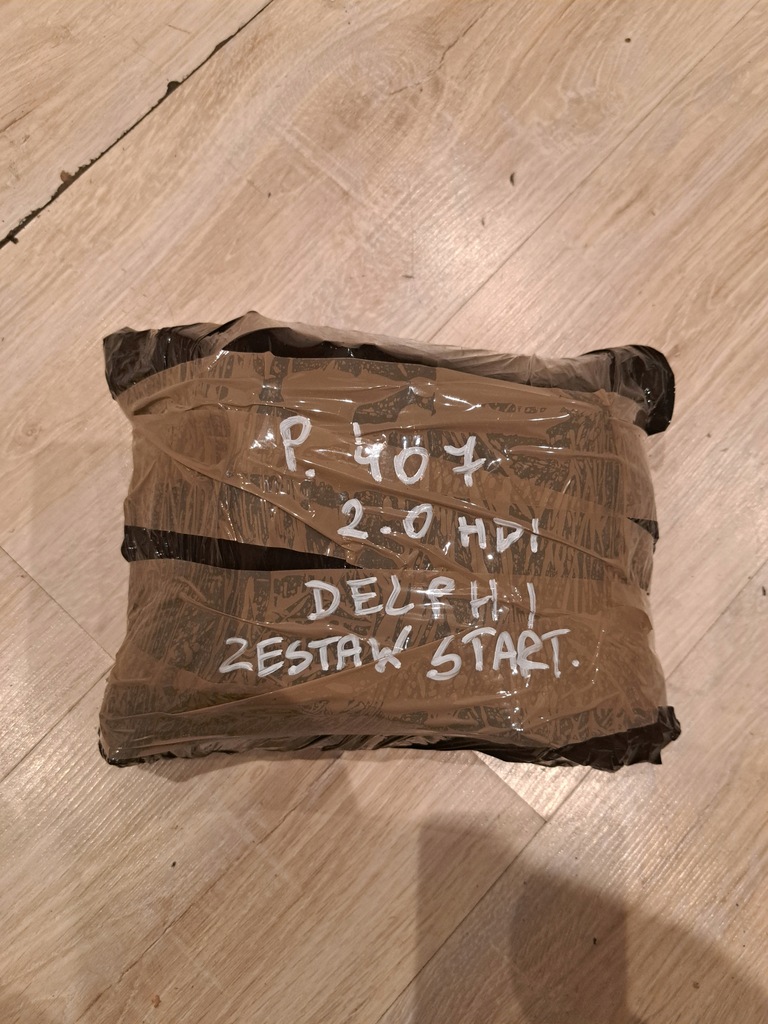 P. 407
2.0 HDI
DELPHI
ZESTAW START.